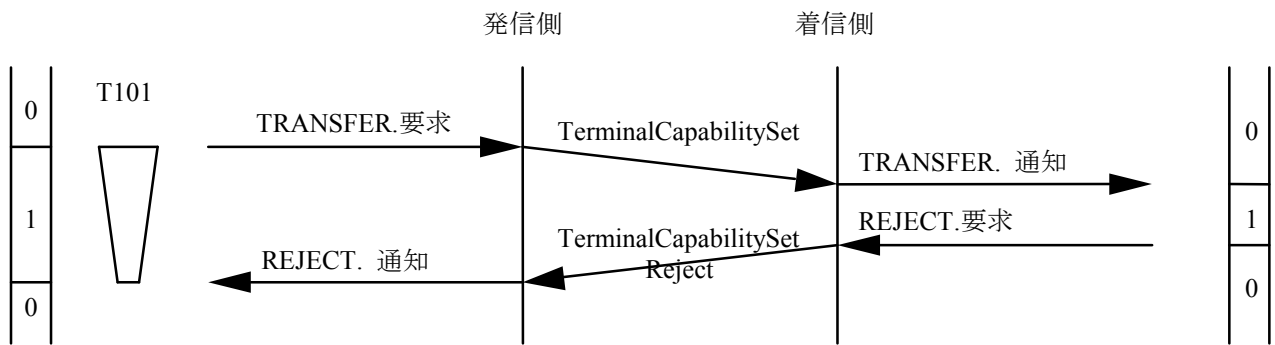 発信側 着信側
T101
0 TRANSFER.要求 TerminalCapabilitySet 0
TRANSFER. 通知
1 REJECT.要求 1
TerminalCapabilitySet
REJECT. 通知 Reject
0 0